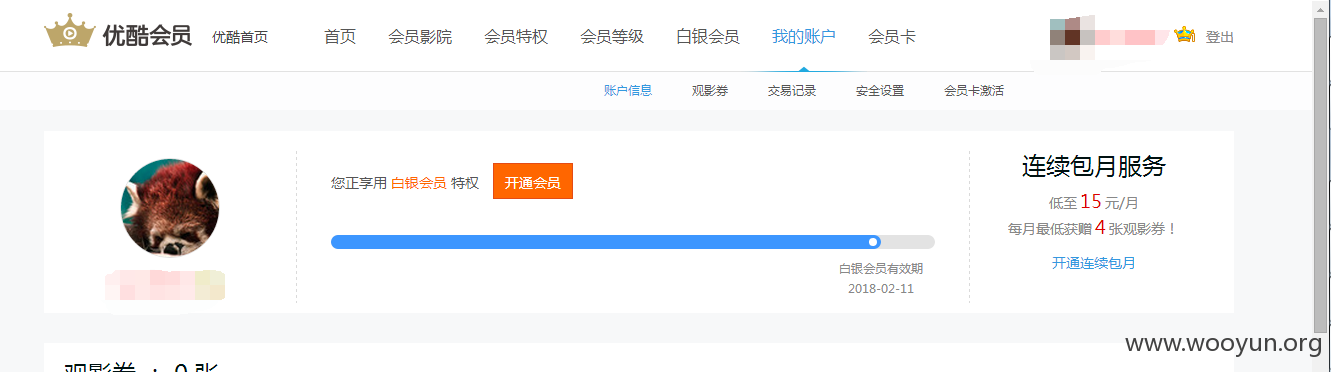 优酷会员 优酷首页 首页 会员影院 会员特权 会员等级 白银会员 我的账户 会员卡 登出
账户信息 观影券 交易记录 安全设置 会员卡激活
您正享用 白银会员 特权 开通会员
白银会员有效期
2018-02-11
连续包月服务
低至 15 元/月
每月最低获赠 4 张观影券！
开通连续包月
www.wooyun.org
观影券 ： 0 张